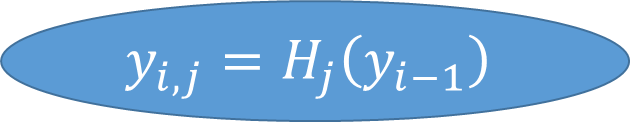 $y_{i,j} = H_j(y_{i-1})$